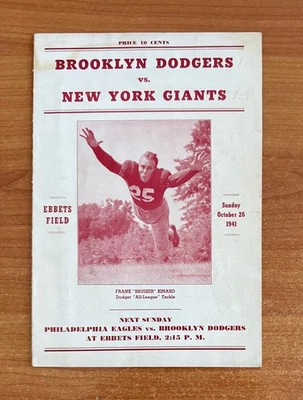 PRICE 10 CENTS
BROOKLYN DODGERS
vs.
NEW YORK GIANTS
25
EBBETS
FIELD
Sunday
October 26
1941
FRANK "BRUISER" KINARD
Dodger "All-League" Tackle
NEXT SUNDAY
PHILADELPHIA EAGLES vs. BROOKLYN DODGERS
AT EBBETS FIELD, 2:15 P. M.